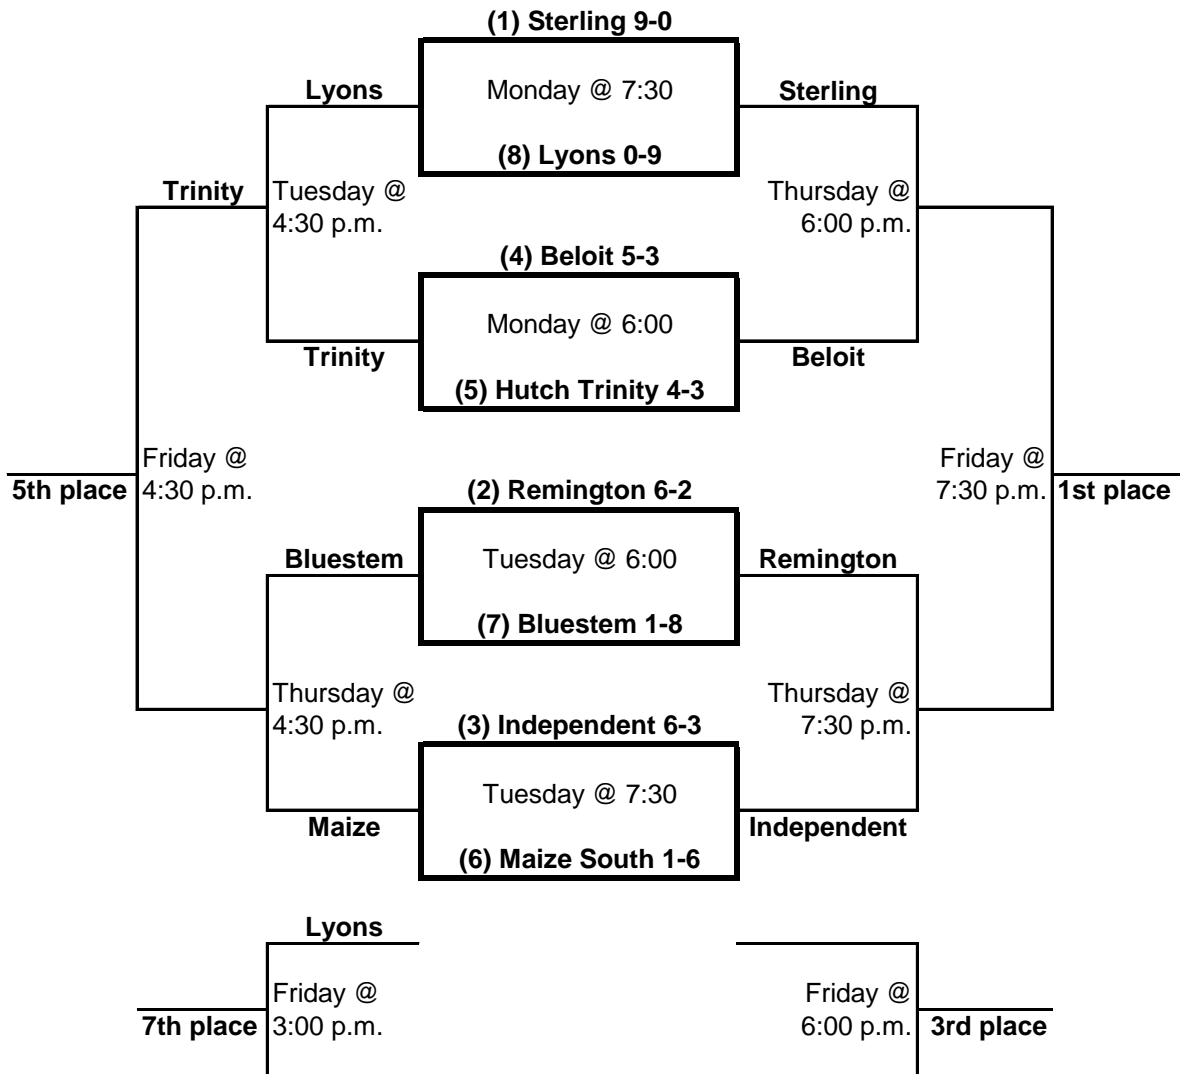 (1) Sterling 9-0
Lyons
Monday @ 7:30
Sterling
(8) Lyons 0-9
Trinity
Tuesday @
4:30 p.m.
Thursday @
6:00 p.m.
(4) Beloit 5-3
Monday @ 6:00
Trinity
Beloit
(5) Hutch Trinity 4-3
Friday @
4:30 p.m.
5th place
Friday @
7:30 p.m.
1st place
(2) Remington 6-2
Bluestem
Tuesday @ 6:00
Remington
(7) Bluestem 1-8
Thursday @
4:30 p.m.
Thursday @
7:30 p.m.
(3) Independent 6-3
Tuesday @ 7:30
Maize
Independent
(6) Maize South 1-6
Lyons
Friday @
3:00 p.m.
7th place
Friday @
6:00 p.m.
3rd place